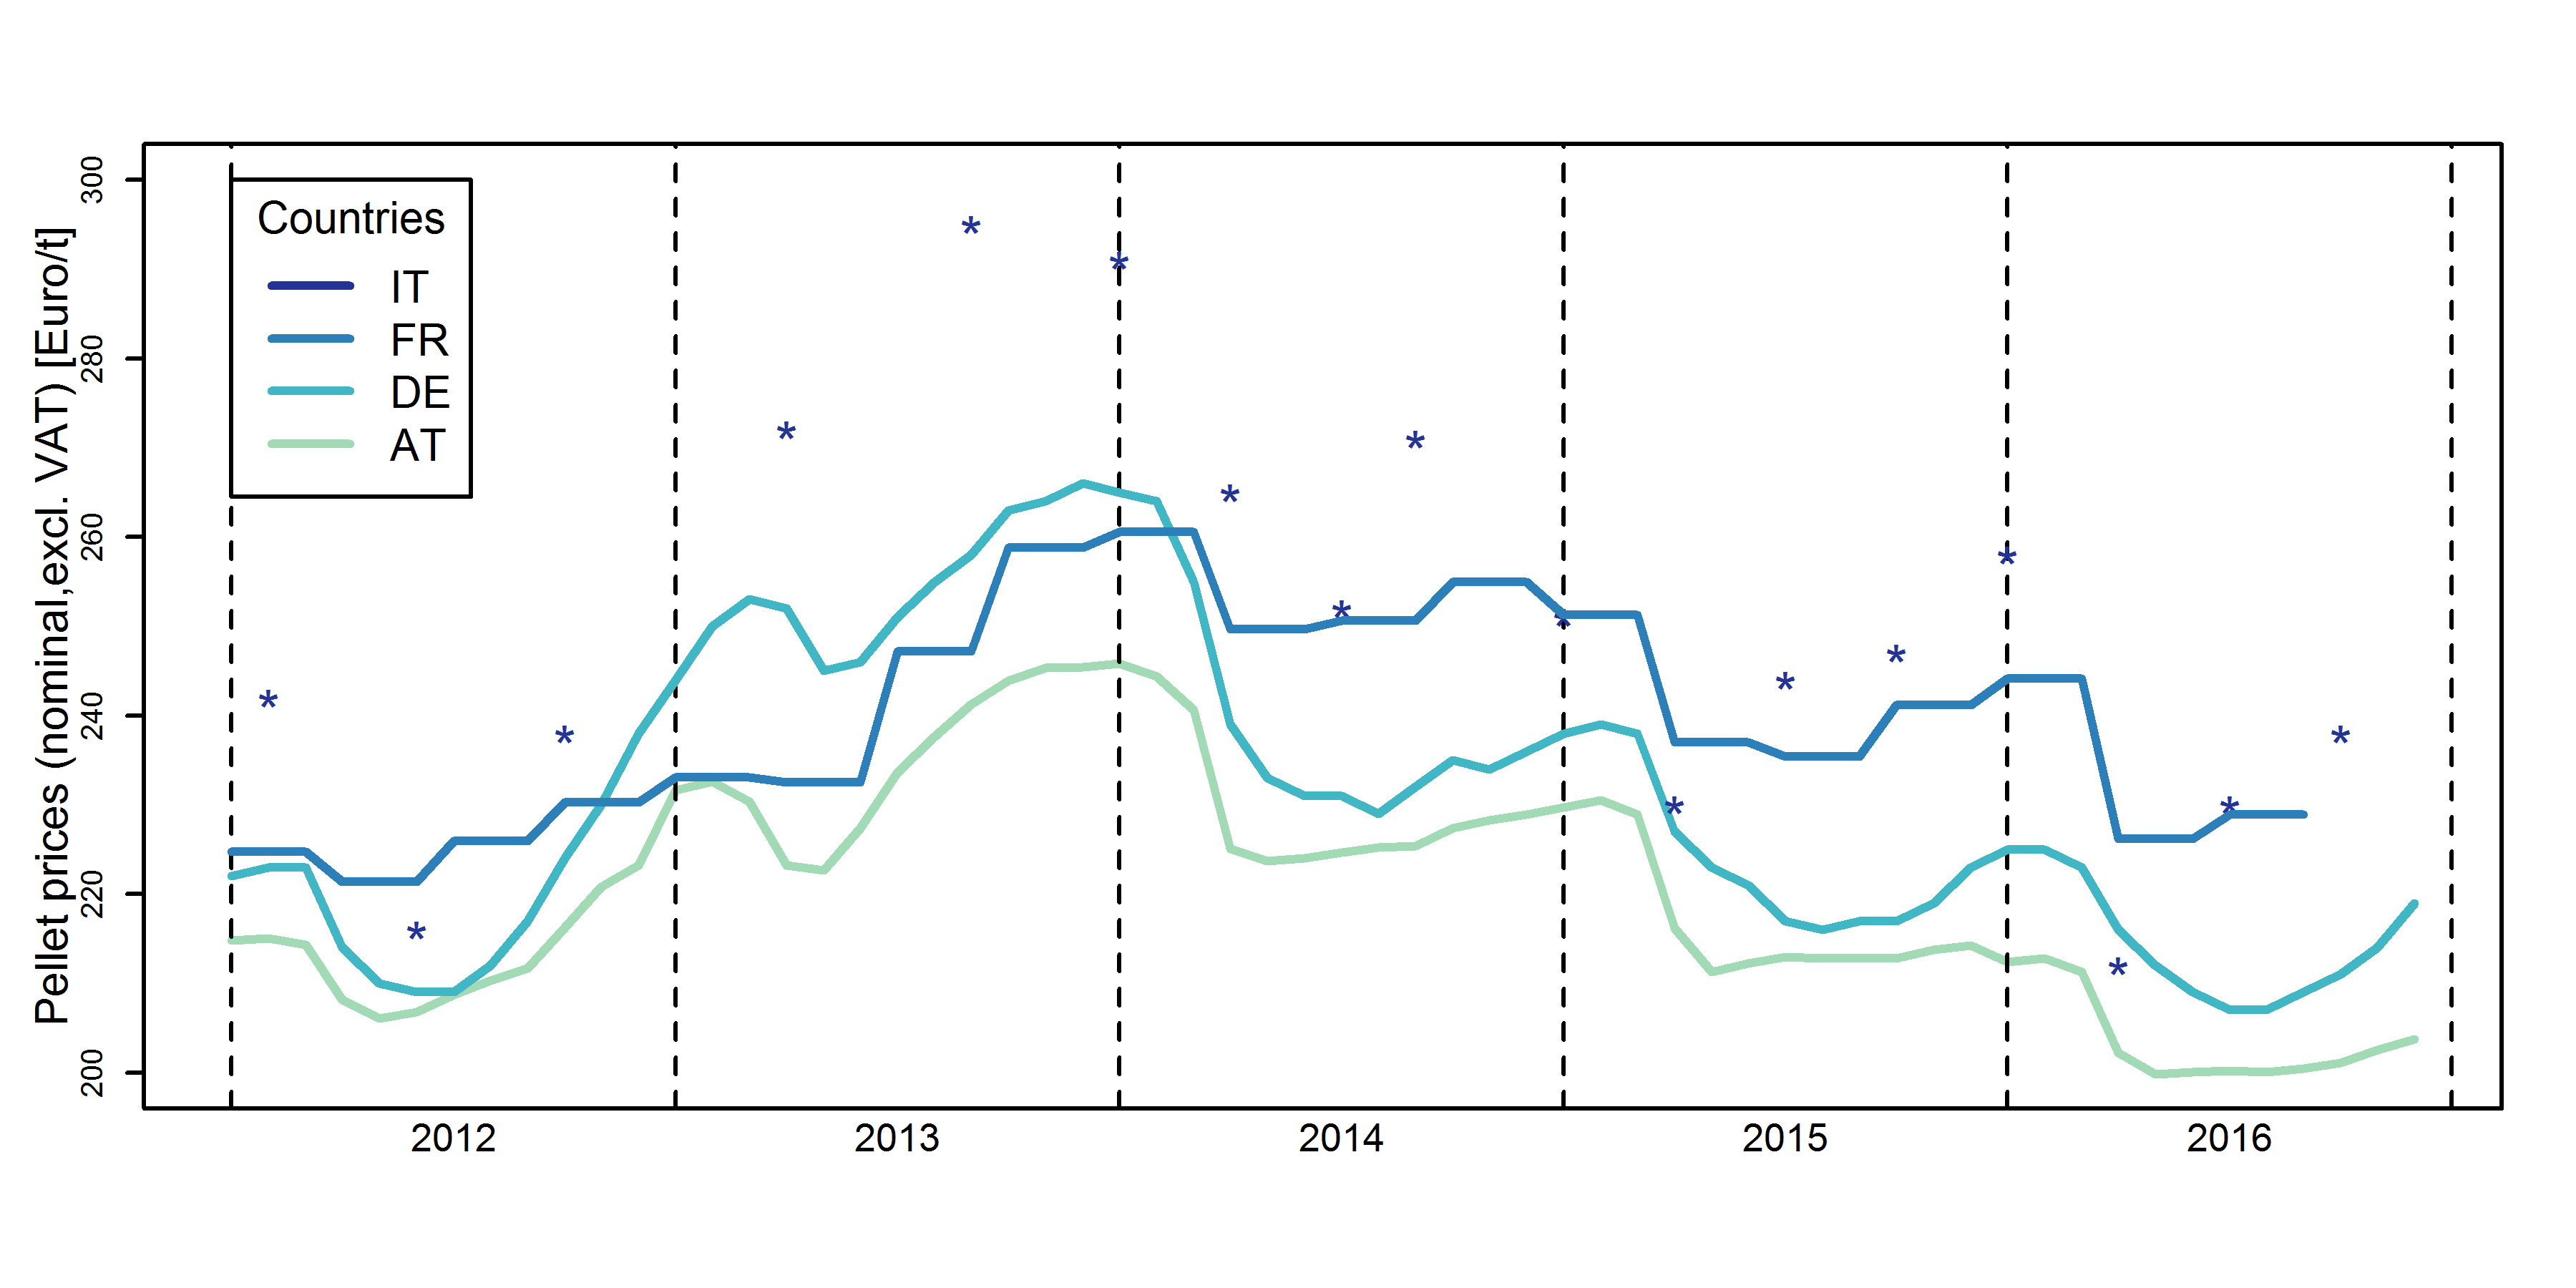 Pellet prices (nominal,excl. VAT) [Euro/t]
300
280
260
240
220
200
Countries
IT
FR
DE
AT
2012
2013
2014
2015
2016